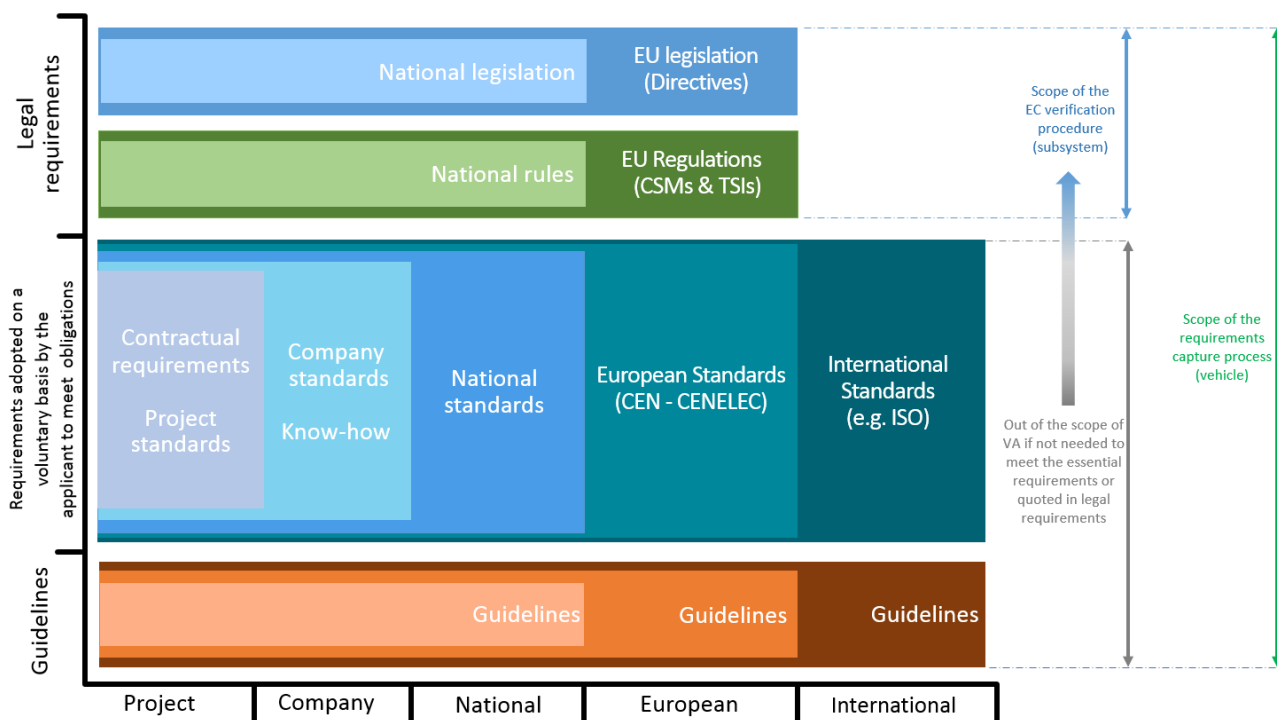 Legal
requirements
National legislation
EU legislation
(Directives)
National rules
EU Regulations
(CSMs & TSIs)
Scope of the
EC verification
procedure
(subsystem)
Requirements adopted on a
voluntary basis by the
applicant to meet obligations
Contractual
requirements
Project
standards
Company
standards
Know-how
National
standards
European Standards
(CEN - CENELEC)
International
Standards
(e.g. ISO)
Out of the scope of
VA if not needed to
meet the essential
requirements or
quoted in legal
requirements
Scope of the
requirements
capture process
(vehicle)
Guidelines
Guidelines
Guidelines
Guidelines
Project
Company
National
European
International